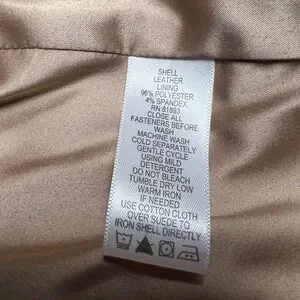 SHELL
LEATHER
LINING
96% POLYESTER
4% SPANDEX
RN 81893
CLOSE ALL
FASTENERS BEFORE
WASH
MACHINE WASH
COLD SEPARATELY
GENTLE CYCLE
USING MILD
DETERGENT
DO NOT BLEACH
TUMBLE DRY LOW
WARM IRON
IF NEEDED
USE COTTON CLOTH
OVER SUEDE TO
IRON SHELL DIRECTLY